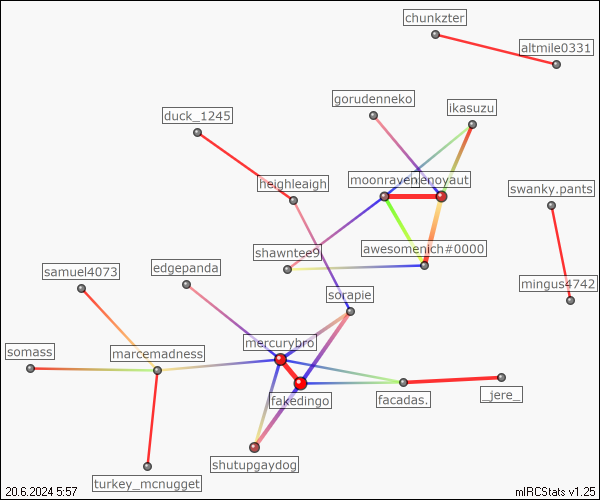 chunkzter
altmile0331
gorudenneko
ikasuzu
duck_1245
moonraven
lenoyaut
heighleaigh
swanky.pants
shawntee9
awesomenich#0000
samuel4073
edgepanda
sorapie
mingus4742
mercurybro
somass
marcemadness
fakedingo
facadas.
_jere_
shutupgaydog
turkey_mcnugget
20.6.2024 5:57
mIRCStats v1.25